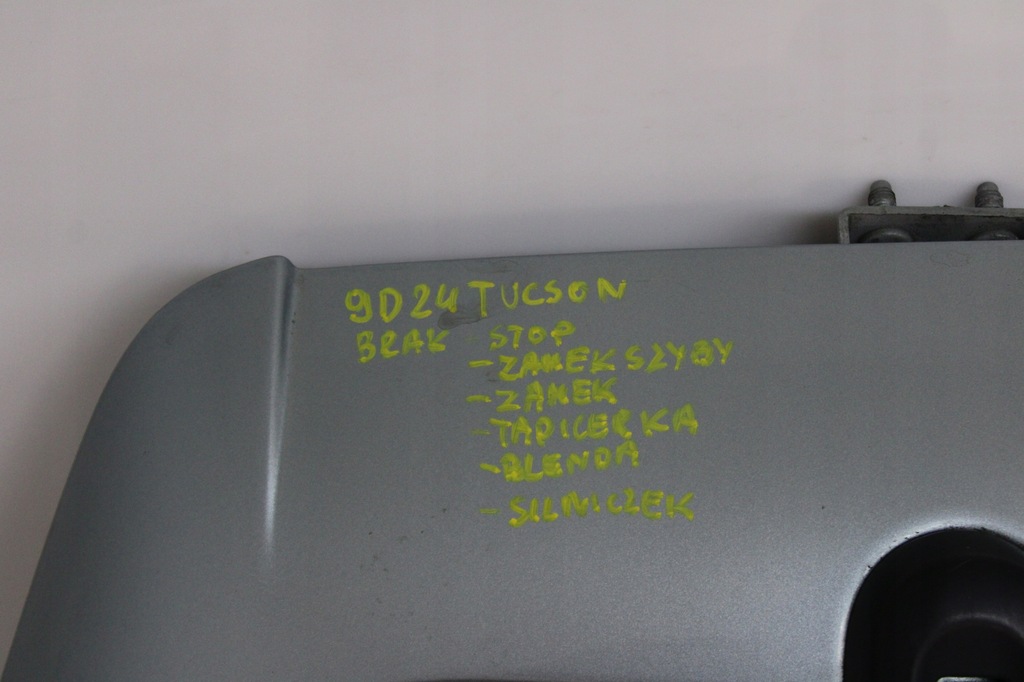 9D24 TUCSON
BRAK - STOP
- ZAMEK SZYBY
- ZAMEK
- TAPICERKA
- BLENDA
- SILNICZEK